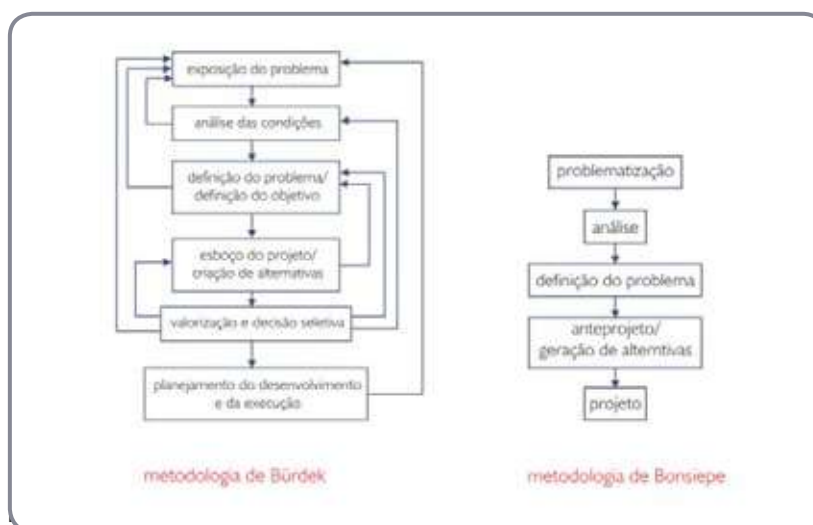 exposição do problema
análise das condições
definição do problema/
definição do objetivo
esboço do projeto/
criação de alternativas
valorização e decisão seletiva
planejamento do desenvolvimento
e da execução
metodologia de Bürdek
problematização
análise
definição do problema
anteprojeto/
geração de alterntivas
projeto
metodologia de Bonsiepe